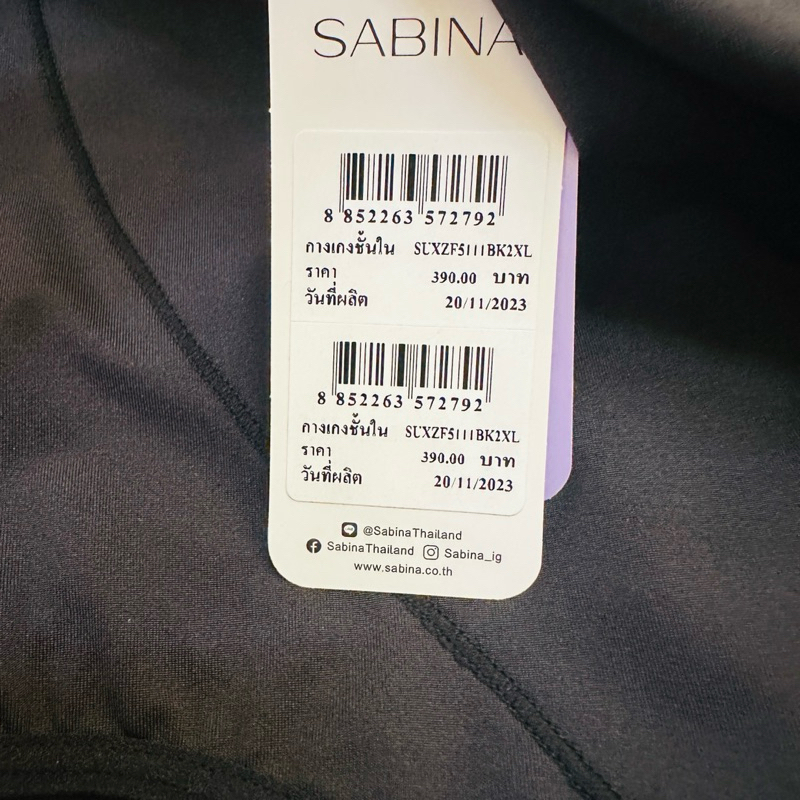 SABINA
8 852263 572792
กางเกงชั้นใน SUXZF5111BK2XL
ราคา 390.00 บาท
วันที่ผลิต 20/11/2023
8 852263 572792
กางเกงชั้นใน SUXZF5111BK2XL
ราคา 390.00 บาท
วันที่ผลิต 20/11/2023
@SabinaThailand
SabinaThailand Sabina_ig
www.sabina.co.th